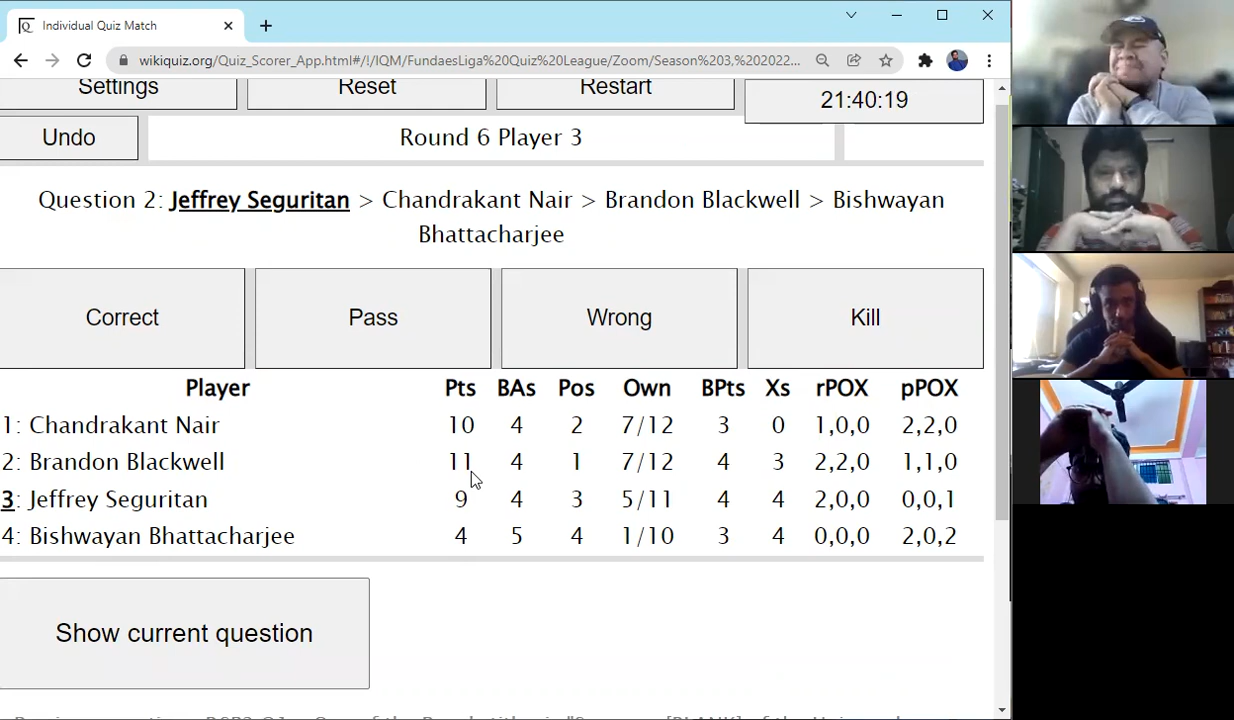 Individual Quiz Match
wikiquiz.org/Quiz_Scorer_App.html#/!/IQM/FundaesLiga%20Quiz%20League/Zoom/Season%203,%202022...
Settings Reset Restart 21:40:19
Undo Round 6 Player 3
Question 2: Jeffrey Seguritan > Chandrakant Nair > Brandon Blackwell > Bishwayan
Bhattacharjee
Correct Pass Wrong Kill
Player Pts BAs Pos Own BPts Xs rPOX pPOX
1: Chandrakant Nair 10 4 2 7/12 3 0 1,0,0 2,2,0
2: Brandon Blackwell 11 4 1 7/12 4 3 2,2,0 1,1,0
3: Jeffrey Seguritan 9 4 3 5/11 4 4 2,0,0 0,0,1
4: Bishwayan Bhattacharjee 4 5 4 1/10 3 4 0,0,0 2,0,2
Show current question